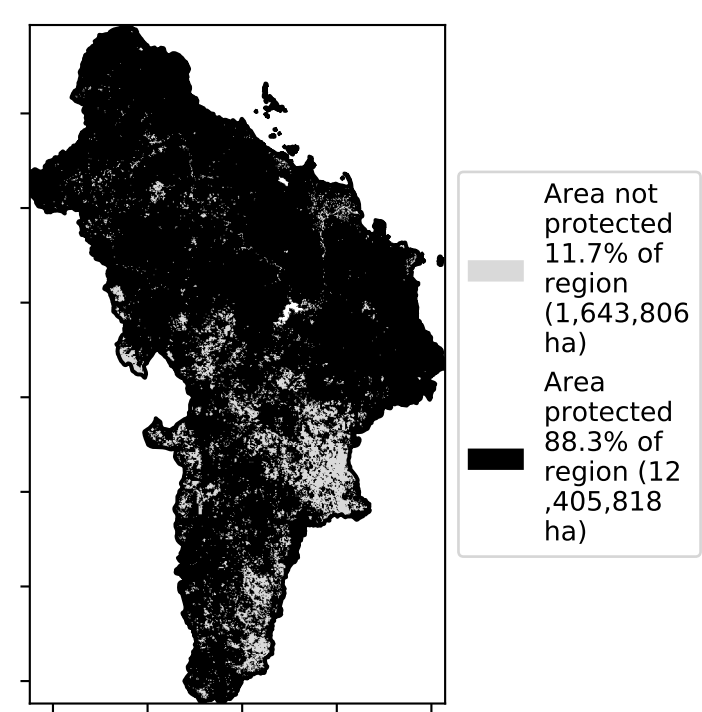 Area not
protected
11.7% of
region
(1,643,806
ha)
Area
protected
88.3% of
region (12
,405,818
ha)